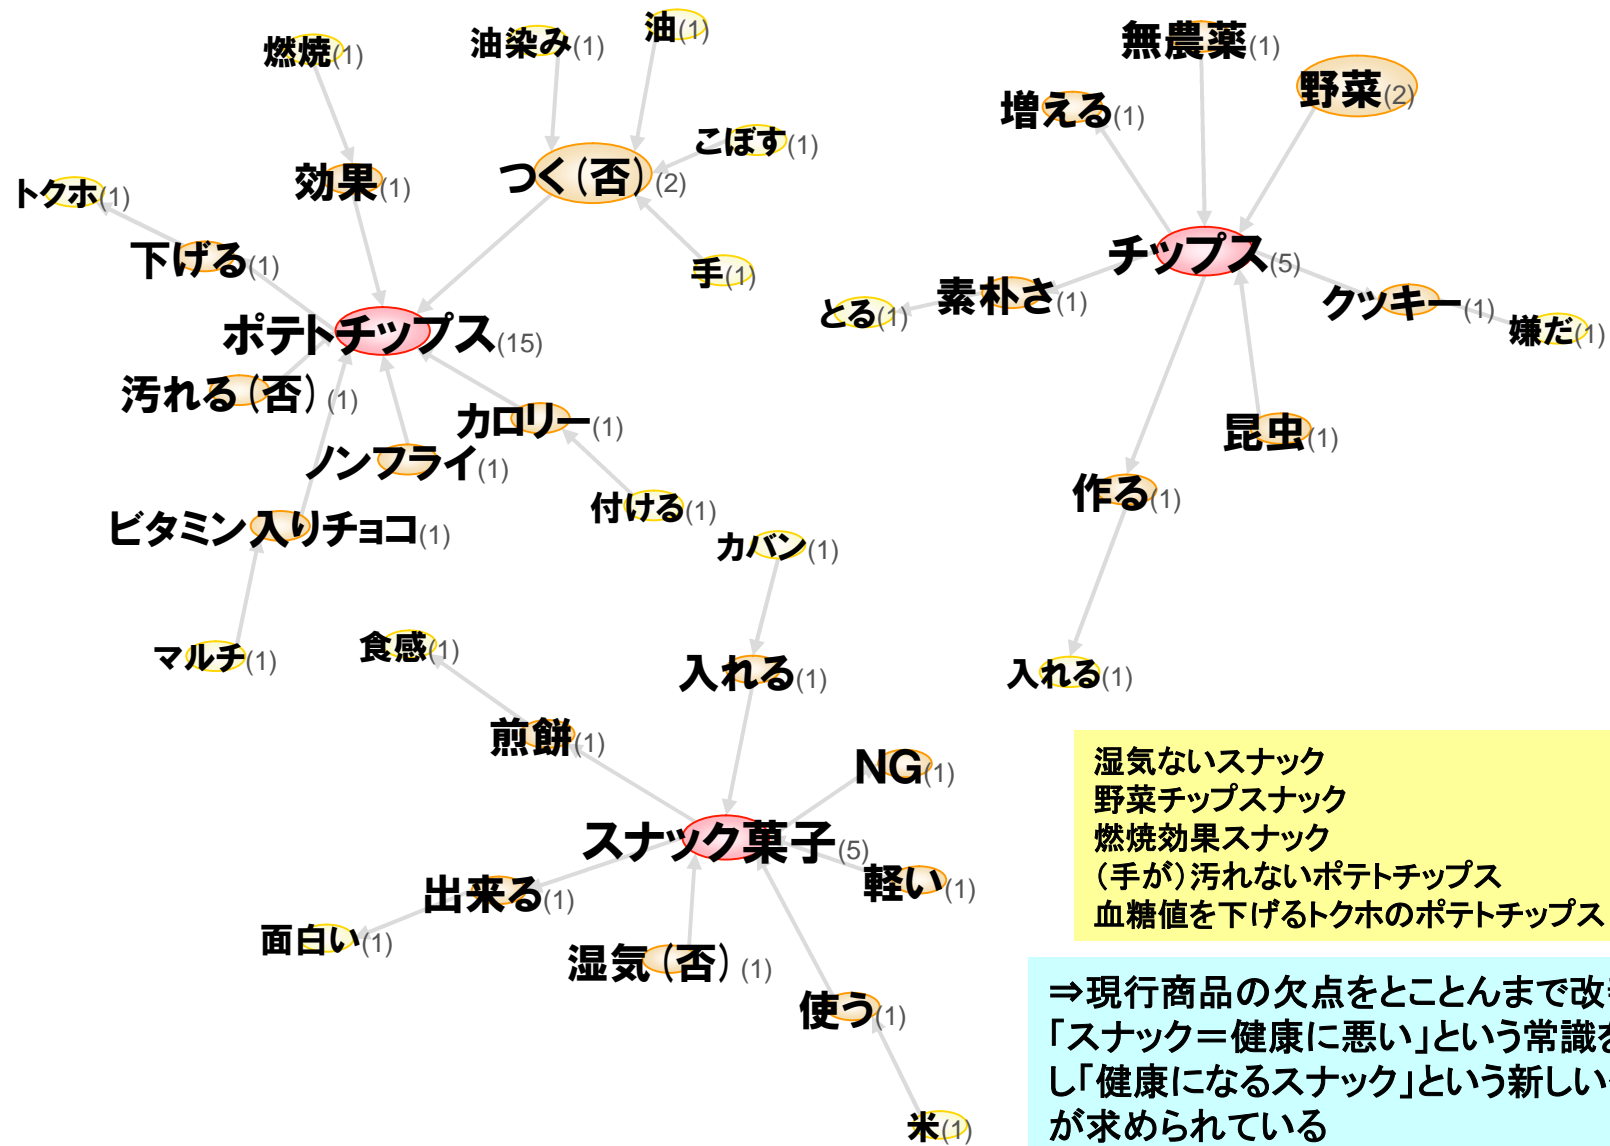 燃焼(1)
油染み(1)
油(1)
無農薬(1)
野菜(2)
増える(1)
こぼす(1)
トクホ(1)
効果(1)
つく(否)(2)
下げる(1)
手(1)
チップス(5)
とる(1)
素朴さ(1)
クッキー(1)
嫌だ(1)
ポテトチップス(15)
汚れる(否)(1)
カロリー(1)
昆虫(1)
ノンフライ(1)
付ける(1)
作る(1)
ビタミン入りチョコ(1)
カバン(1)
マルチ(1)
食感(1)
入れる(1)
入れる(1)
煎餅(1)
NG(1)
スナック菓子(5)
出来る(1)
軽い(1)
面白い(1)
湿気(否)(1)
使う(1)
米(1)
湿気ないスナック
野菜チップスナック
燃焼効果スナック
(手が)汚れないポテトチップス
血糖値を下げるトクホのポテトチップス
⇒現行商品の欠点をとことんまで改
「スナック＝健康に悪い」という常識
し「健康になるスナック」という新しい
が求められている